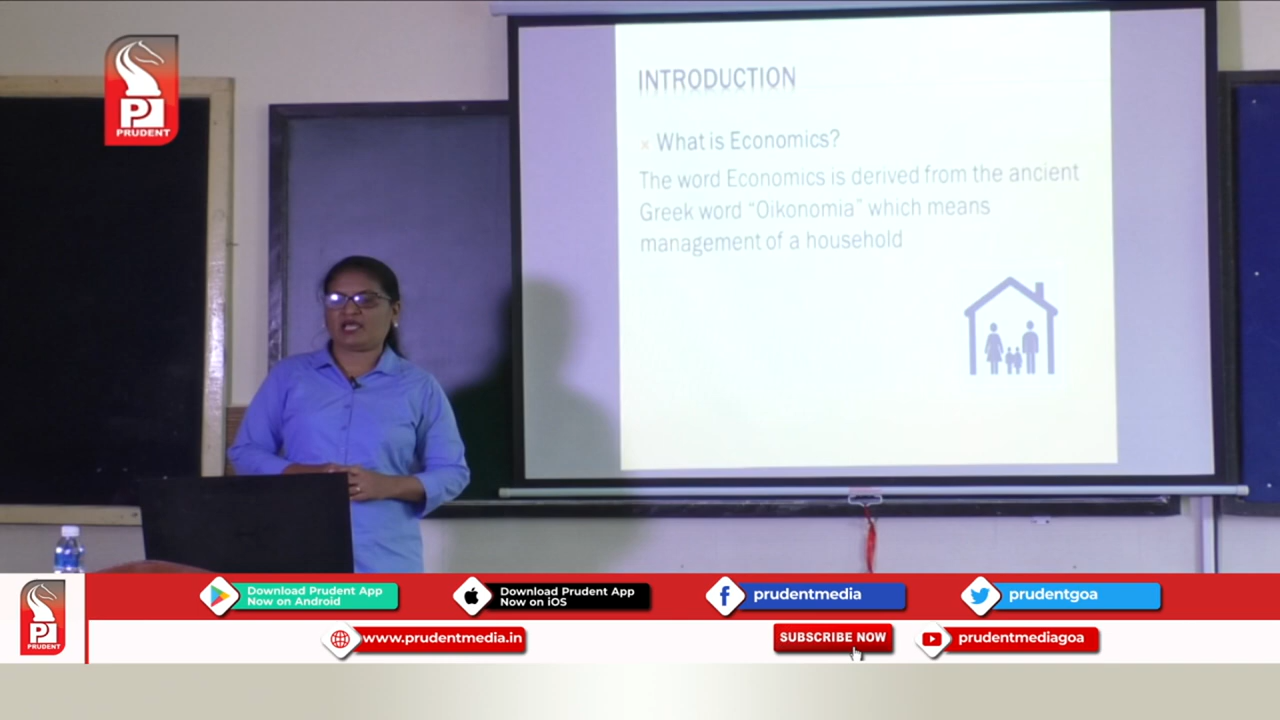 PJ
PRUDENT
INTRODUCTION
× What is Economics?
The word Economics is derived from the ancient
Greek word “Oikonomia” which means
management of a household
PJ
PRUDENT
Download Prudent App
Now on Android
Download Prudent App
Now on iOS
prudentmedia
prudentgoa
www.prudentmedia.in
SUBSCRIBE NOW
prudentmediagoa